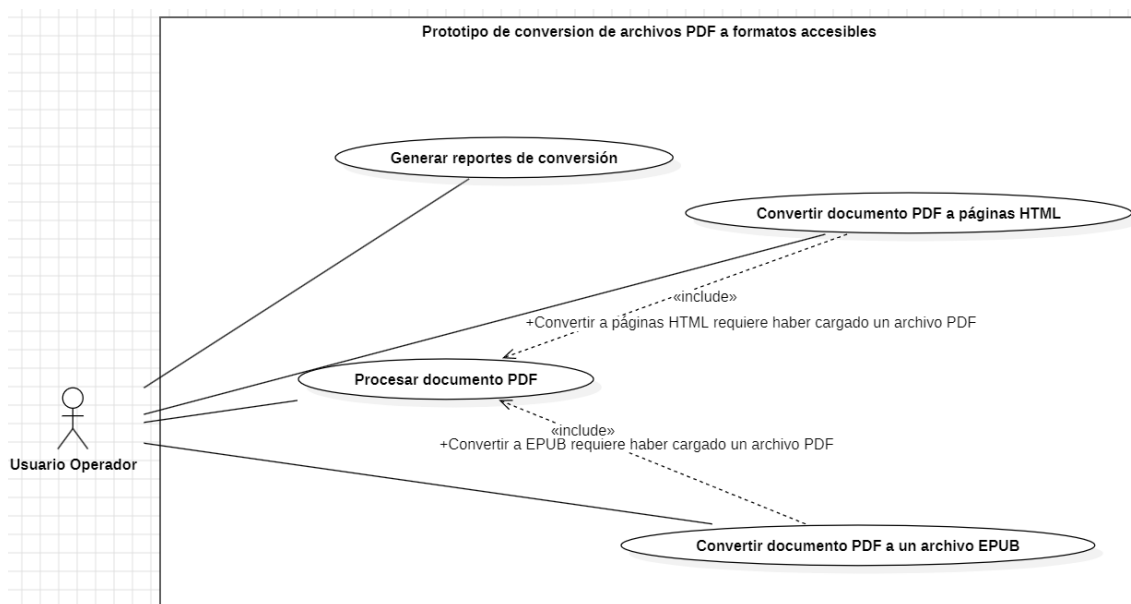 Prototipo de conversion de archivos PDF a formatos accesibles
Generar reportes de conversión
Convertir documento PDF a páginas HTML
«include»
+Convertir a páginas HTML requiere haber cargado un archivo PDF
Procesar documento PDF
«include»
+Convertir a EPUB requiere haber cargado un archivo PDF
Usuario Operador
Convertir documento PDF a un archivo EPUB